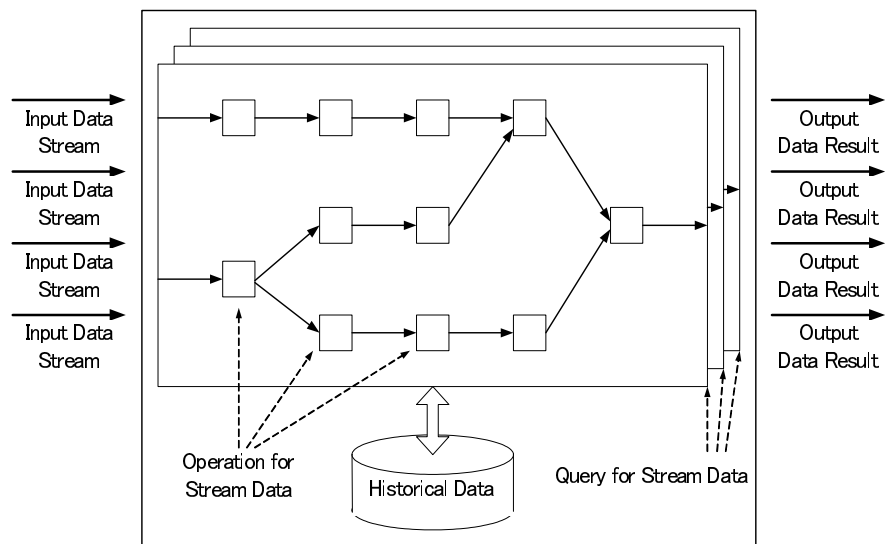 Input Data
Stream
Input Data
Stream
Input Data
Stream
Input Data
Stream
Output
Data Result
Output
Data Result
Output
Data Result
Output
Data Result
Operation for
Stream Data
Historical Data
Query for Stream Data